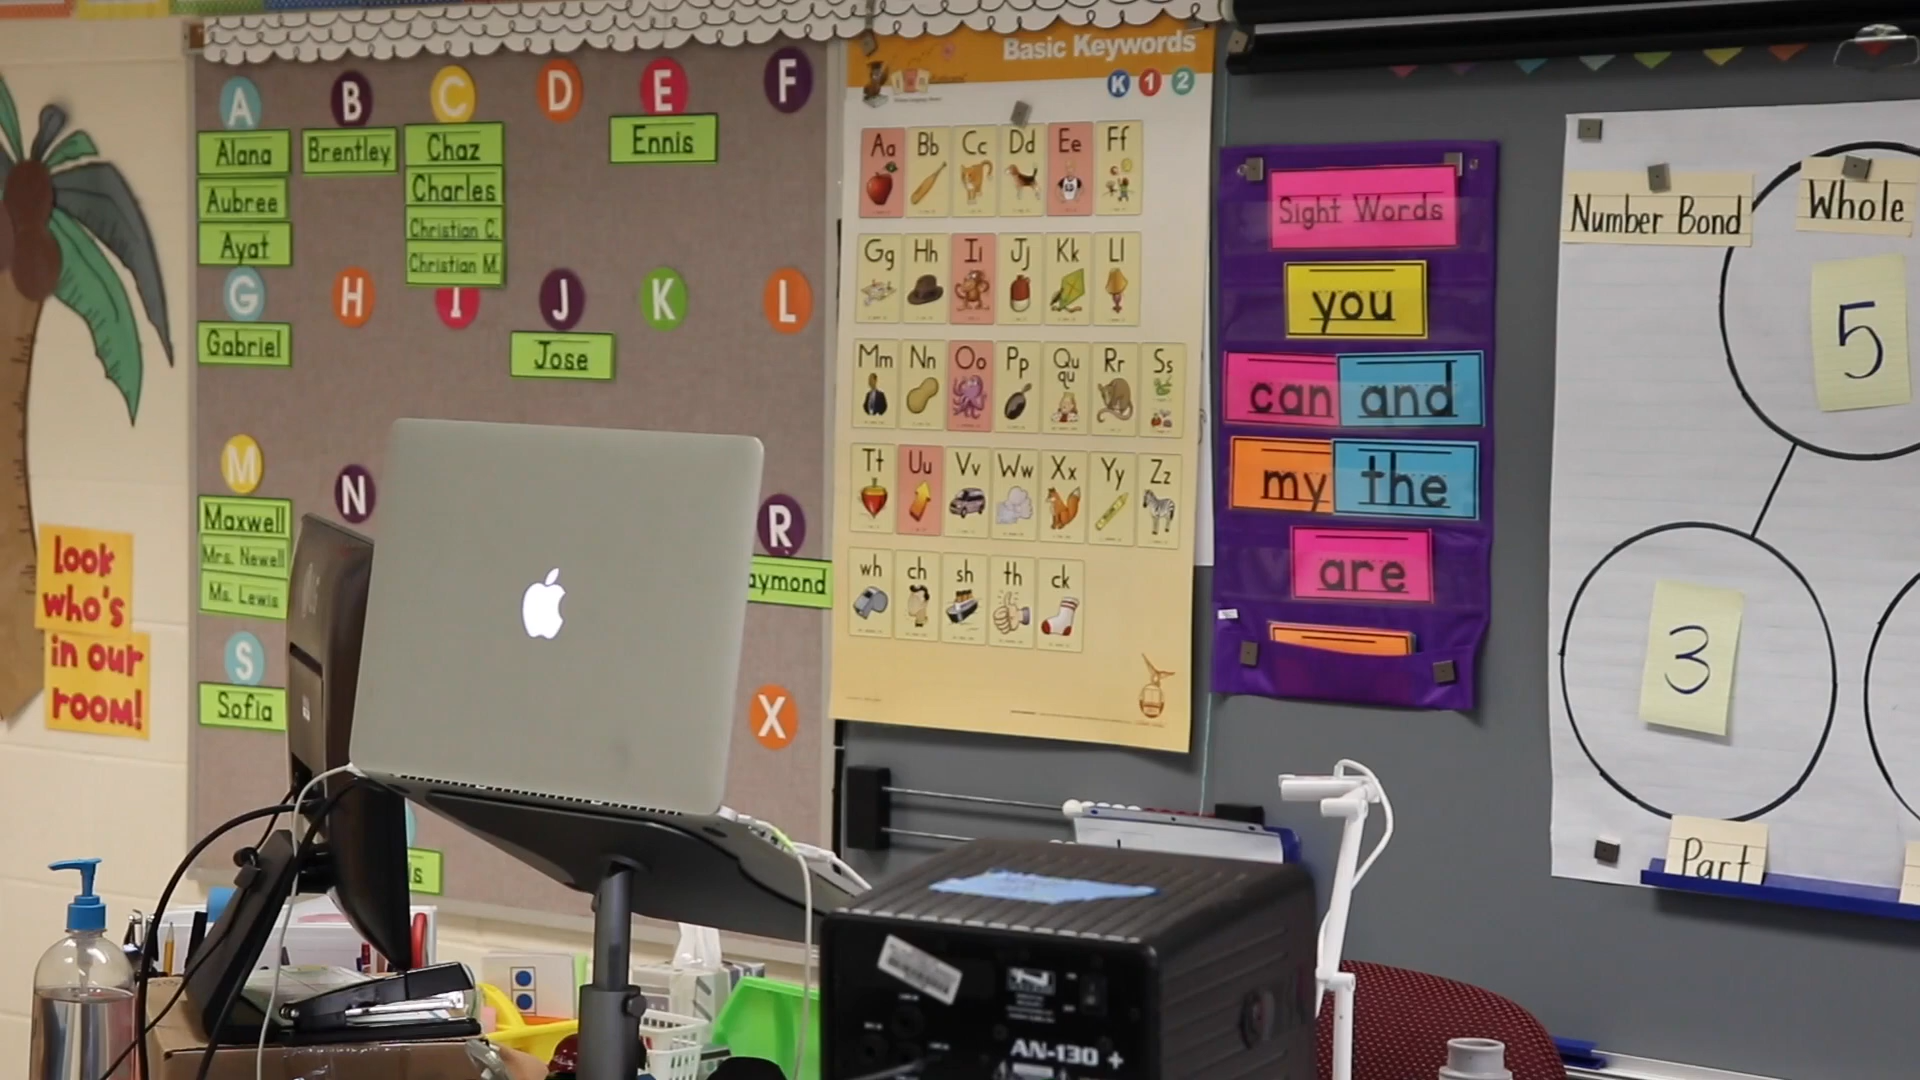 A
B
C
D
E
F
Alana
Aubree
Ayat
Brentley
Chaz
Charles
Christian C.
Christian M.
Ennis
G
H
I
J
K
L
Gabriel
Jose
M
N
R
Maxwell
Mrs. Newell
Ms. Lewis
aymond
S
X
Sofia
ls
Look
who's
in our
room!
Basic Keywords
K 1 2
Aa Bb Cc Dd Ee Ff
Gg Hh Ii Jj Kk Ll
Mm Nn Oo Pp Qu qu Rr Ss
Tt Uu Vv Ww Xx Yy Zz
wh ch sh th ck
Sight Words
you
can and
my the
are
Number Bond
Whole
5
3
Part
AN-130 +